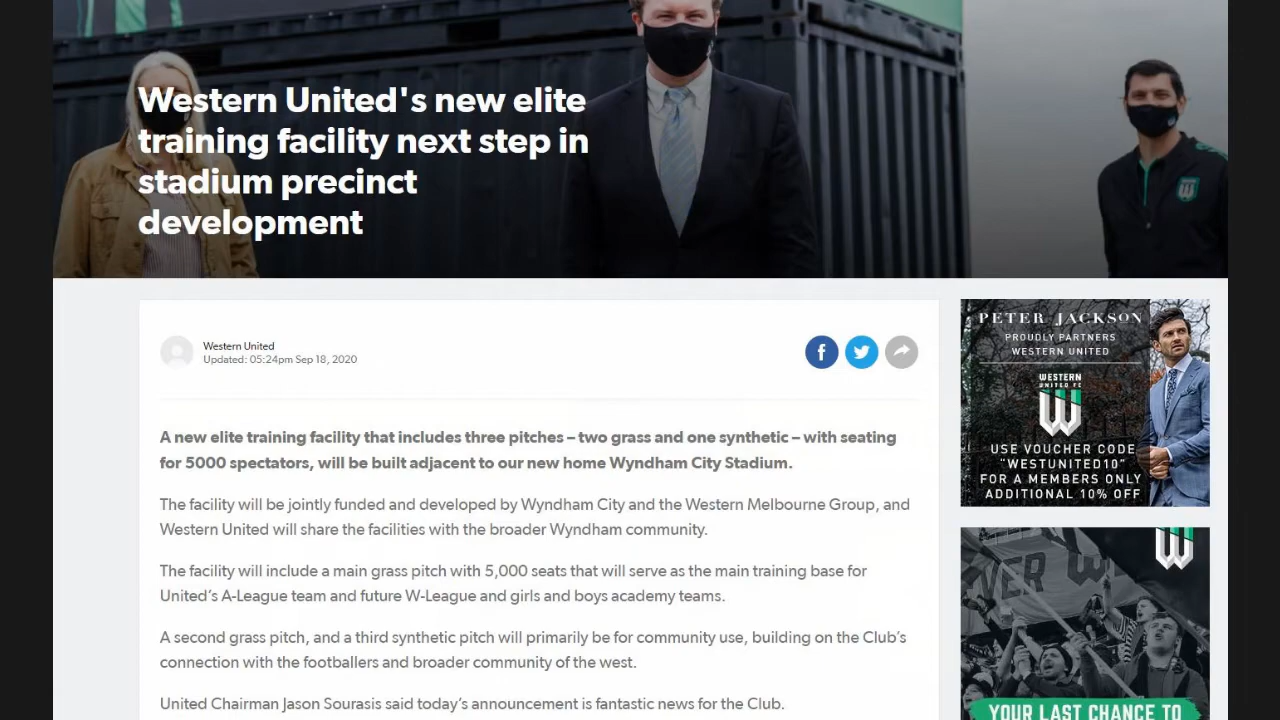 Western United's new elite
training facility next step in
stadium precinct
development
Western United
Updated: 05:24pm Sep 18, 2020
A new elite training facility that includes three pitches – two grass and one synthetic – with seating
for 5000 spectators, will be built adjacent to our new home Wyndham City Stadium.
The facility will be jointly funded and developed by Wyndham City and the Western Melbourne Group, and
Western United will share the facilities with the broader Wyndham community.
The facility will include a main grass pitch with 5,000 seats that will serve as the main training base for
United’s A-League team and future W-League and girls and boys academy teams.
A second grass pitch, and a third synthetic pitch will primarily be for community use, building on the Club’s
connection with the footballers and broader community of the west.
United Chairman Jason Sourasis said today’s announcement is fantastic news for the Club.
PETER JACKSON
PROUDLY PARTNERS
WESTERN UNITED
WESTERN
UNITED FC
USE VOUCHER CODE
"WESTUNITED10"
FOR A MEMBERS ONLY
ADDITIONAL 10% OFF
YOUR LAST CHANCE TO